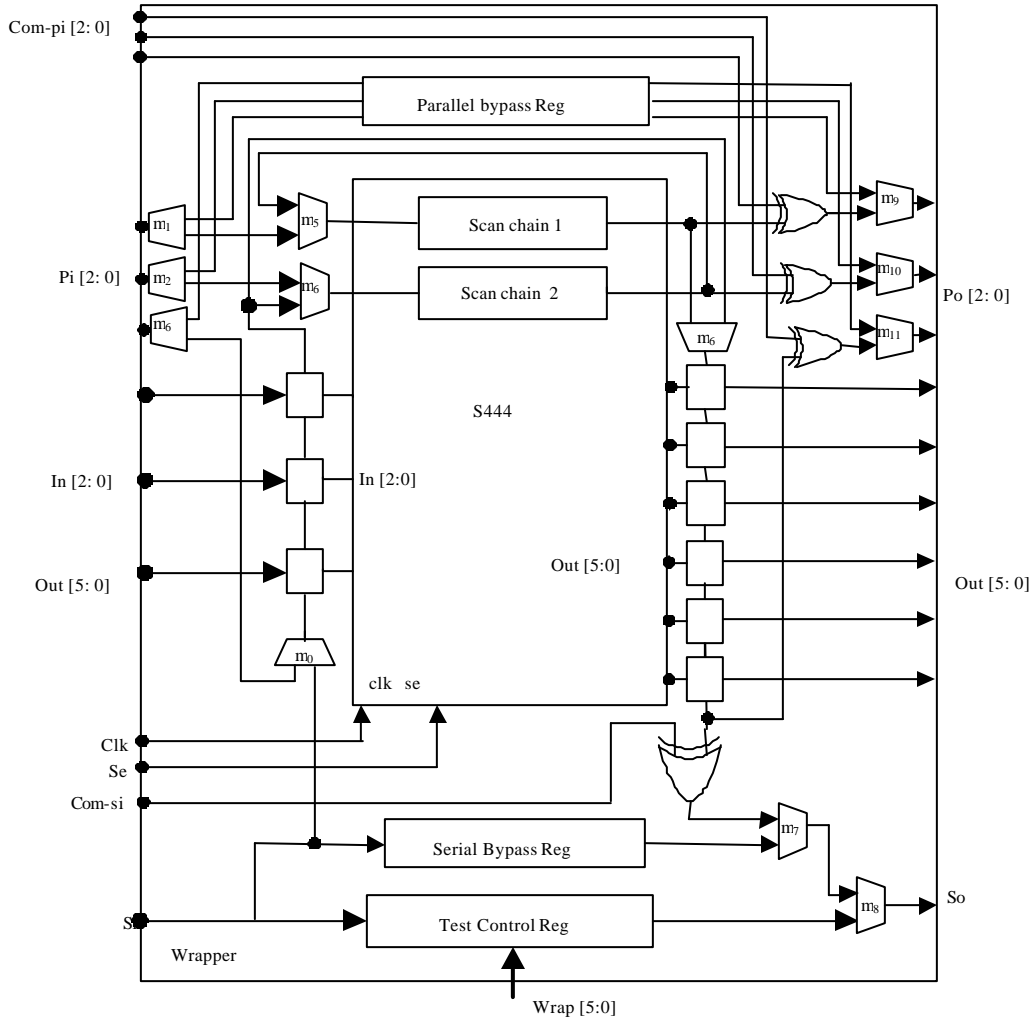 Com-pi [2: 0]
Parallel bypass Reg
m1
m5
Scan chain 1
m9
Pi [2: 0]
m2
m6
Scan chain 2
m10
Po [2: 0]
m6
m6
m11
S444
In [2: 0]
In [2:0]
Out [5: 0]
Out [5:0]
Out [5: 0]
m0
clk se
Clk
Se
Com-si
m7
Serial Bypass Reg
m8
So
S
Test Control Reg
Wrapper
Wrap [5:0]